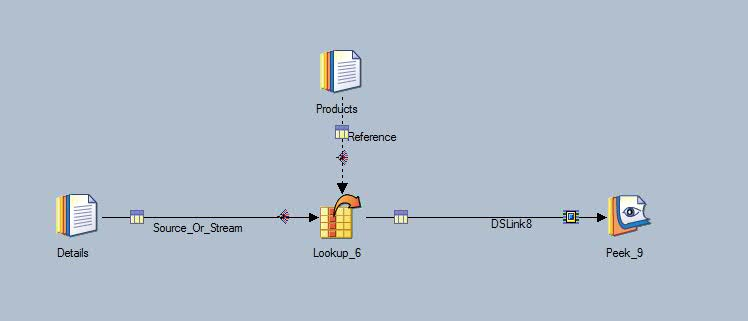 Products
Reference
Source_Or_Stream
DSLink8
Details
Lookup_6
Peek_9